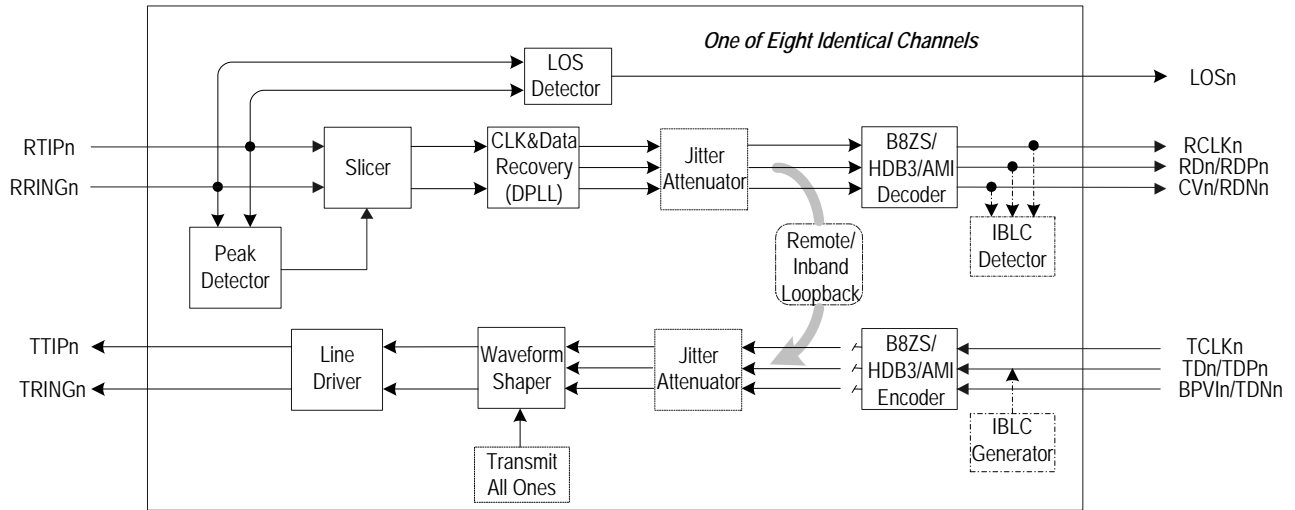 One of Eight Identical Channels
LOS
Detector
LOSn
RTIPn
RRINGn
Slicer
CLK&Data
Recovery
(DPLL)
Jitter
Attenuator
B8ZS/
HDB3/AMI
Decoder
RCLKn
RDn/RDPn
CVn/RDNn
Peak
Detector
Remote/
Inband
Loopback
IBLC
Detector
TTIPn
TRINGn
Line
Driver
Waveform
Shaper
Jitter
Attenuator
B8ZS/
HDB3/AMI
Encoder
TCLKn
TDn/TDPn
BPVIn/TDNn
Transmit
All Ones
IBLC
Generator